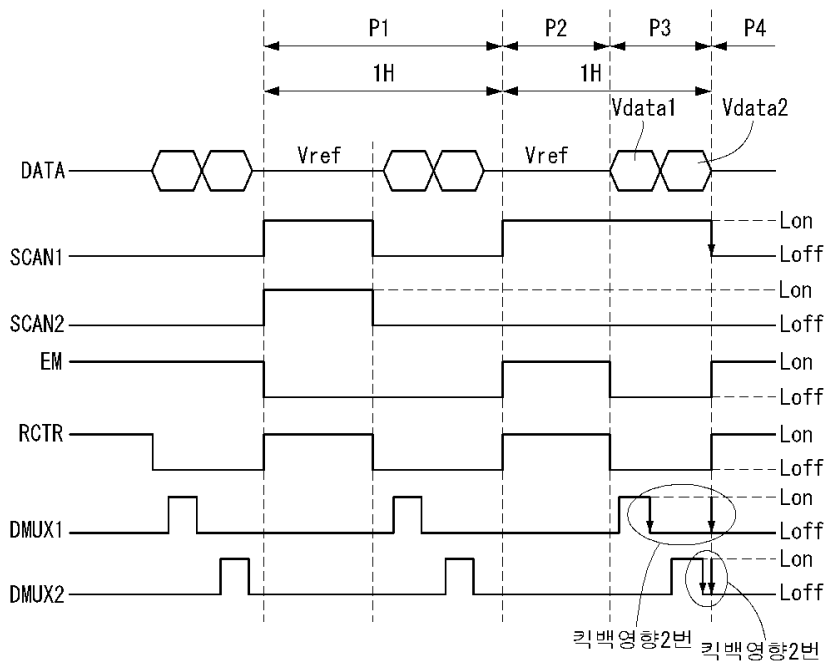 P1 P2 P3 P4
1H 1H
Vdata1 Vdata2
DATA Vref Vref
Lon
SCAN1 Loff
Lon
SCAN2 Loff
EM Lon
Loff
RCTR Lon
Loff
Lon
DMUX1 Loff
Lon
DMUX2 Loff
킥백영향2번 킥백영향2번